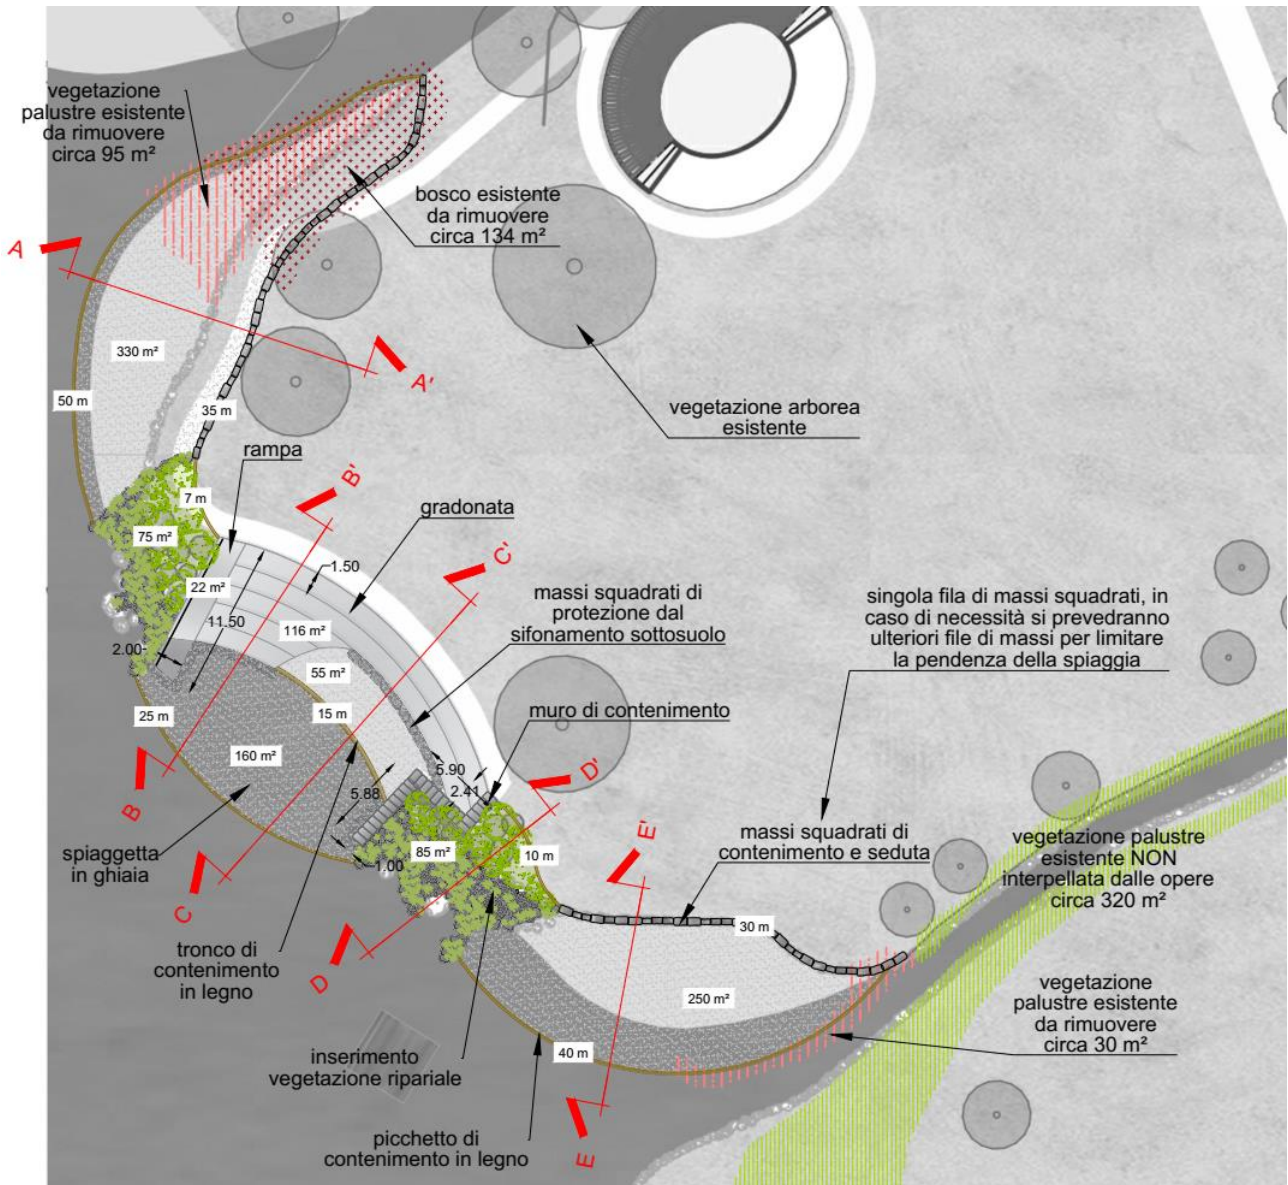 vegetazione
palustre esistente
da rimuovere
circa 95 m²
bosco esistente
da rimuovere
circa 134 m²
A
A'
330 m²
50 m
35 m
vegetazione arborea
esistente
rampa
B'
7 m
gradonata
75 m²
C'
1.50
22 m²
massi squadrati di
protezione dal
sifonamento sottosuolo
singola fila di massi squadrati, in
caso di necessità si prevedranno
ulteriori file di massi per limitare
la pendenza della spiaggia
11.50
116 m²
2.00
55 m²
25 m
15 m
muro di contenimento
160 m²
5.90
D'
5.88
2.41
B
E'
massi squadrati di
contenimento e seduta
vegetazione palustre
esistente NON
interpellata dalle opere
circa 320 m²
spiaggetta
in ghiaia
85 m²
10 m
1.00
C
30 m
tronco di
contenimento
in legno
D
250 m²
vegetazione
palustre esistente
da rimuovere
circa 30 m²
inserimento
vegetazione ripariale
40 m
picchetto di
contenimento in legno
E